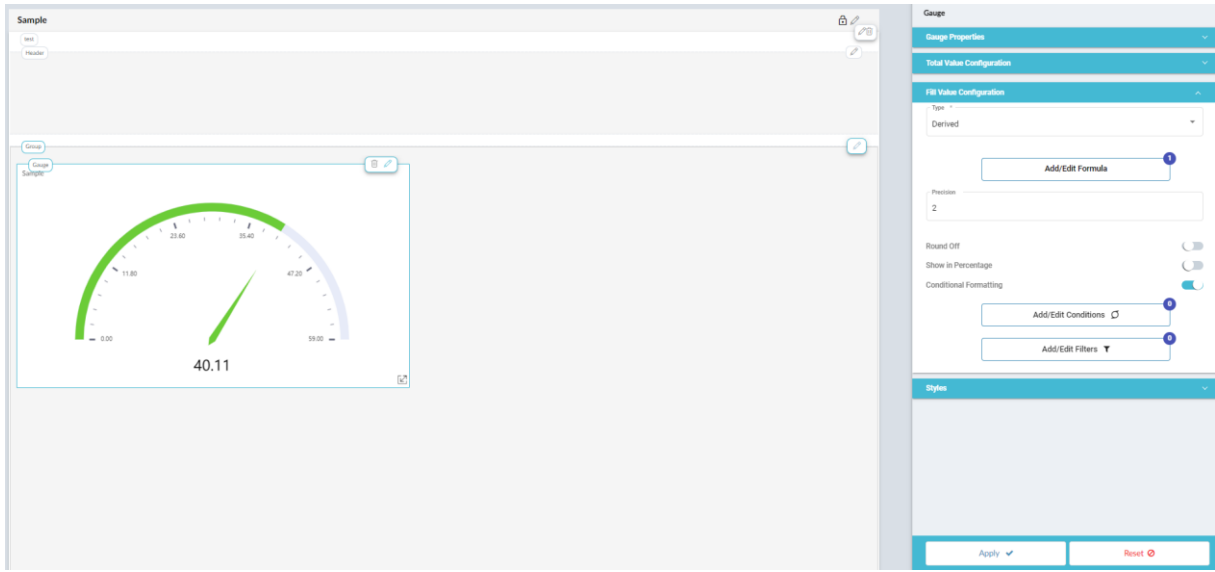 Sample
test
Header
Group
Gauge
Sample
0.00
11.80
23.60
35.40
47.20
59.00
40.11
Gauge
Gauge Properties
Total Value Configuration
Fill Value Configuration
Type *
Derived
Add/Edit Formula
1
Precision
2
Round Off
Show in Percentage
Conditional Formatting
Add/Edit Conditions
0
Add/Edit Filters
0
Styles
Apply
Reset